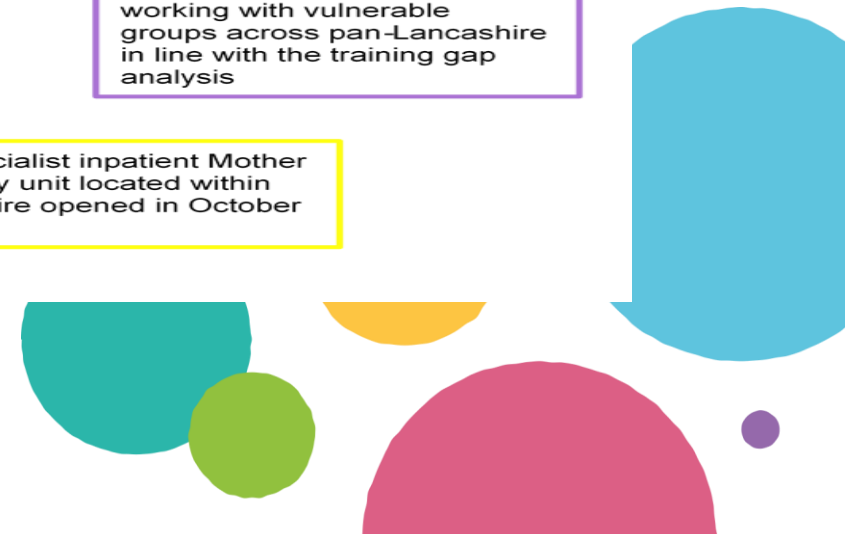 working with vulnerable
groups across pan-Lancashire
in line with the training gap
analysis
cialist inpatient Mother
y unit located within
ire opened in October